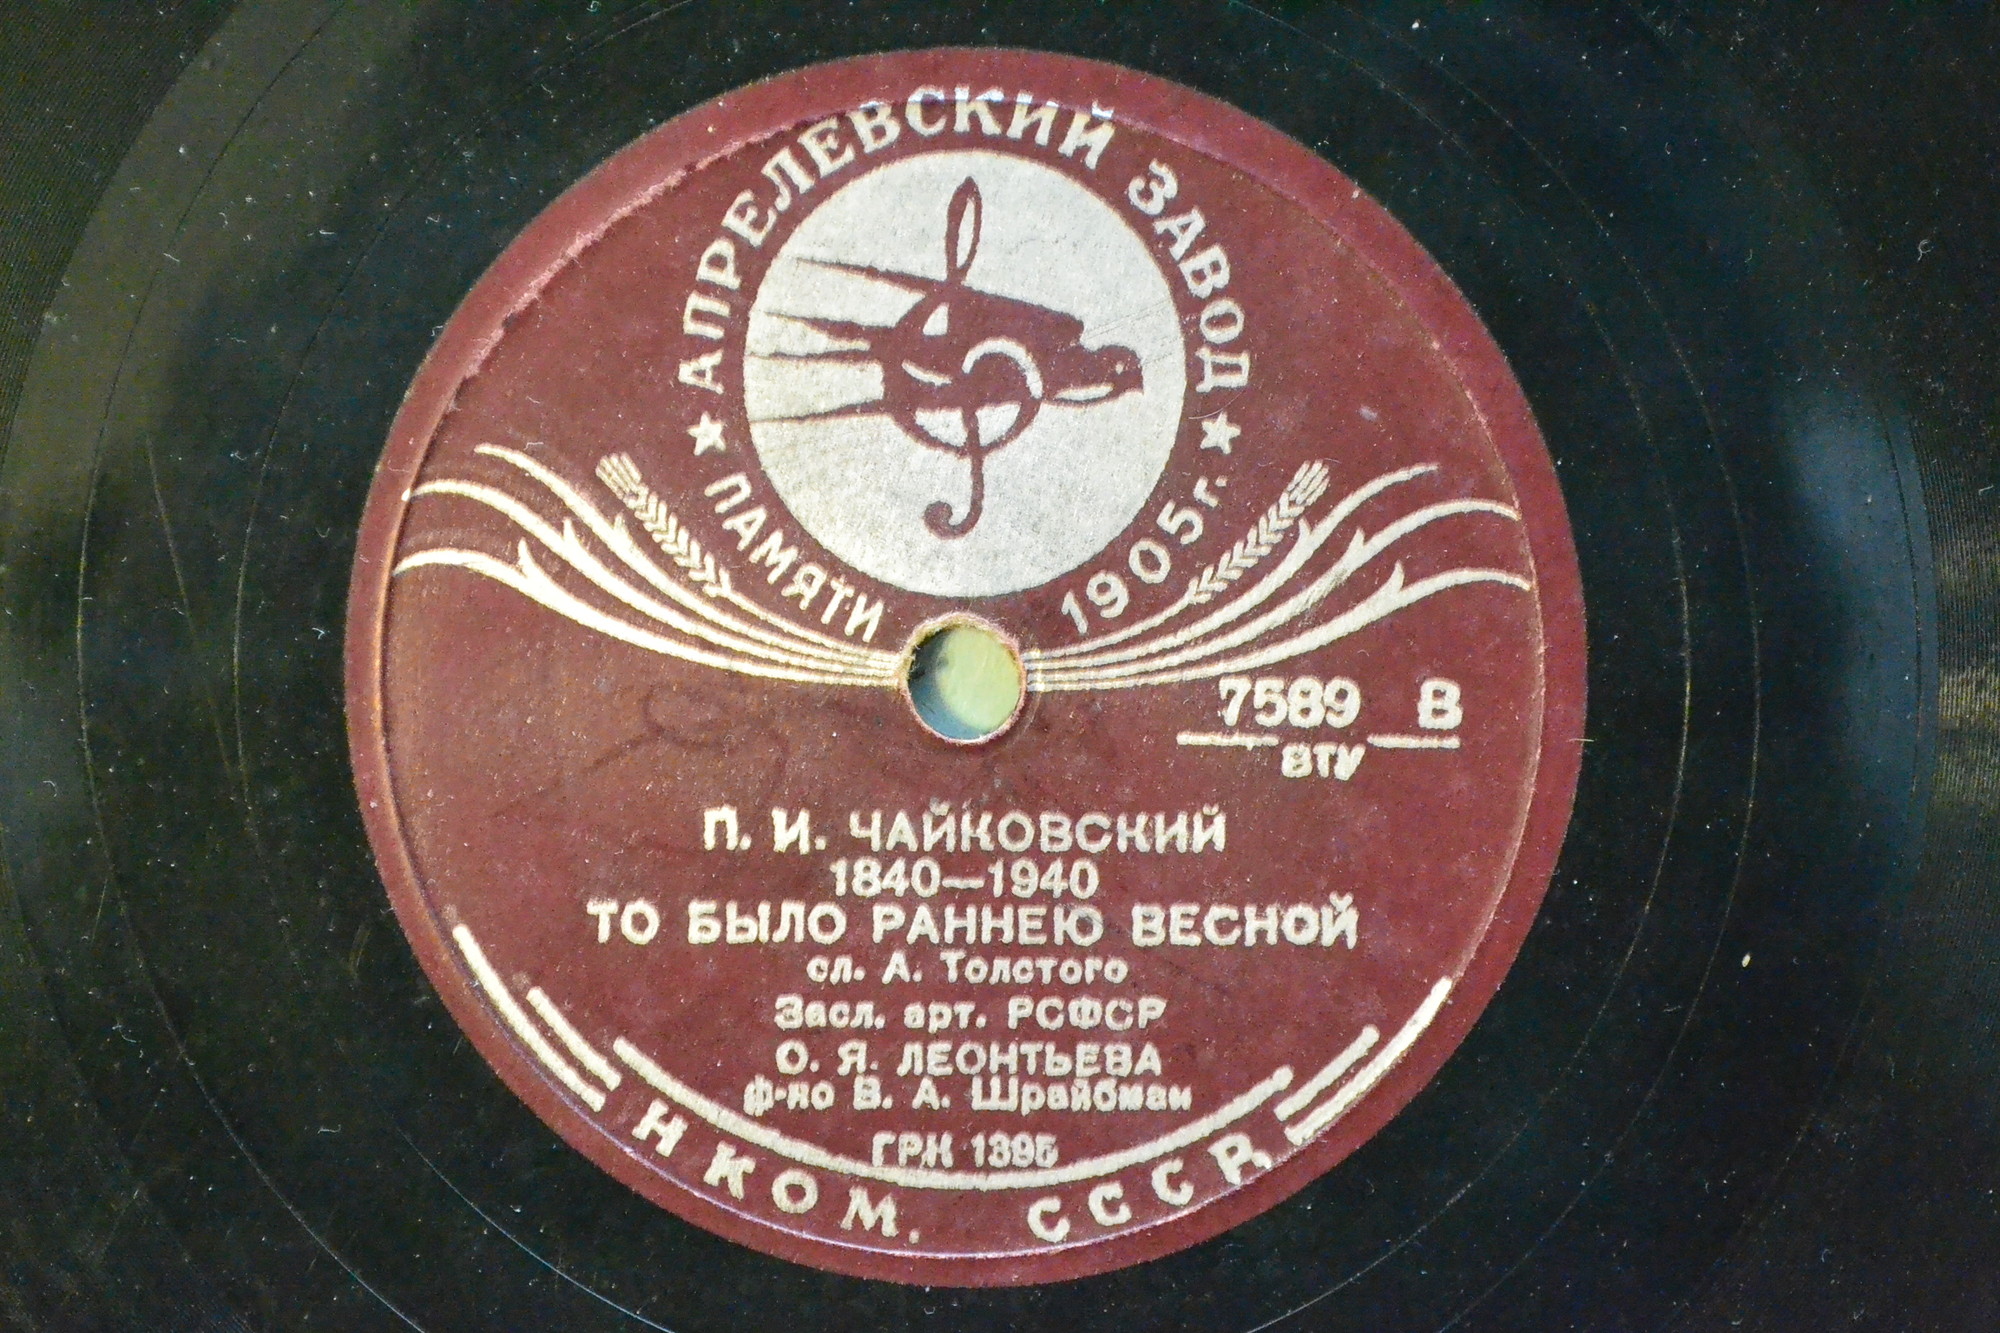 АПРЕЛЕВСКИЙ ЗАВОД
★ ПАМЯТИ 1905 г. ★
7589 В
ВТУ
П. И. ЧАЙКОВСКИЙ
1840—1940
ТО БЫЛО РАННЕЮ ВЕСНОЙ
сл. А. Толстого
Засл. арт. РСФСР
О. Я. ЛЕОНТЬЕВА
ф-но В. А. Шрайбман
ГРК 1395
НКОМ. СССР